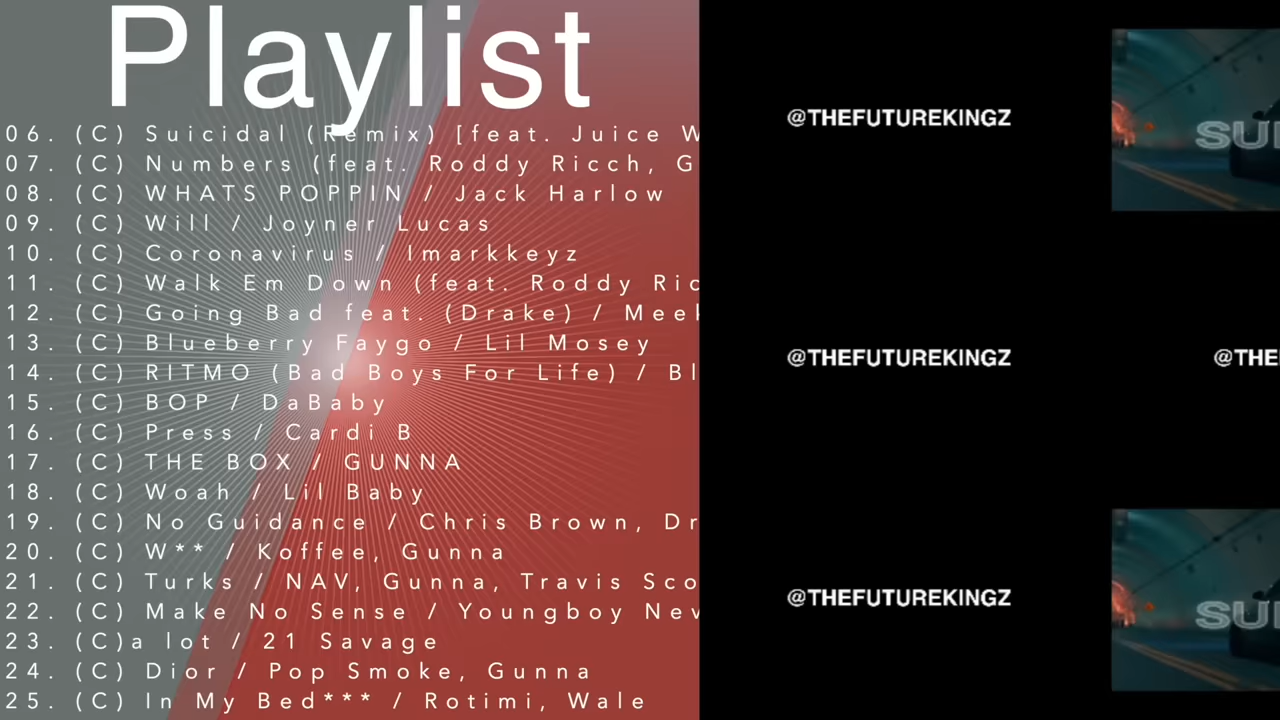 Playlist
06. (C) Suicidal (Remix) [feat. Juice W
07. (C) Numbers (feat. Roddy Ricch, G
08. (C) WHATS POPPIN / Jack Harlow
09. (C) Will / Joyner Lucas
10. (C) Coronavirus / Imarkkeyz
11. (C) Walk Em Down (feat. Roddy Ric
12. (C) Going Bad feat. (Drake) / Meek
13. (C) Blueberry Faygo / Lil Mosey
14. (C) RITMO (Bad Boys For Life) / Bl
15. (C) BOP / DaBaby
16. (C) Press / Cardi B
17. (C) THE BOX / GUNNA
18. (C) Woah / Lil Baby
19. (C) No Guidance / Chris Brown, Dr
20. (C) W** / Koffee, Gunna
21. (C) Turks / NAV, Gunna, Travis Sco
22. (C) Make No Sense / Youngboy Nev
23. (C)a lot / 21 Savage
24. (C) Dior / Pop Smoke, Gunna
25. (C) In My Bed*** / Rotimi, Wale
@THEFUTUREKINGZ
SUI
@THEFUTUREKINGZ
@THE
@THEFUTUREKINGZ
SUI